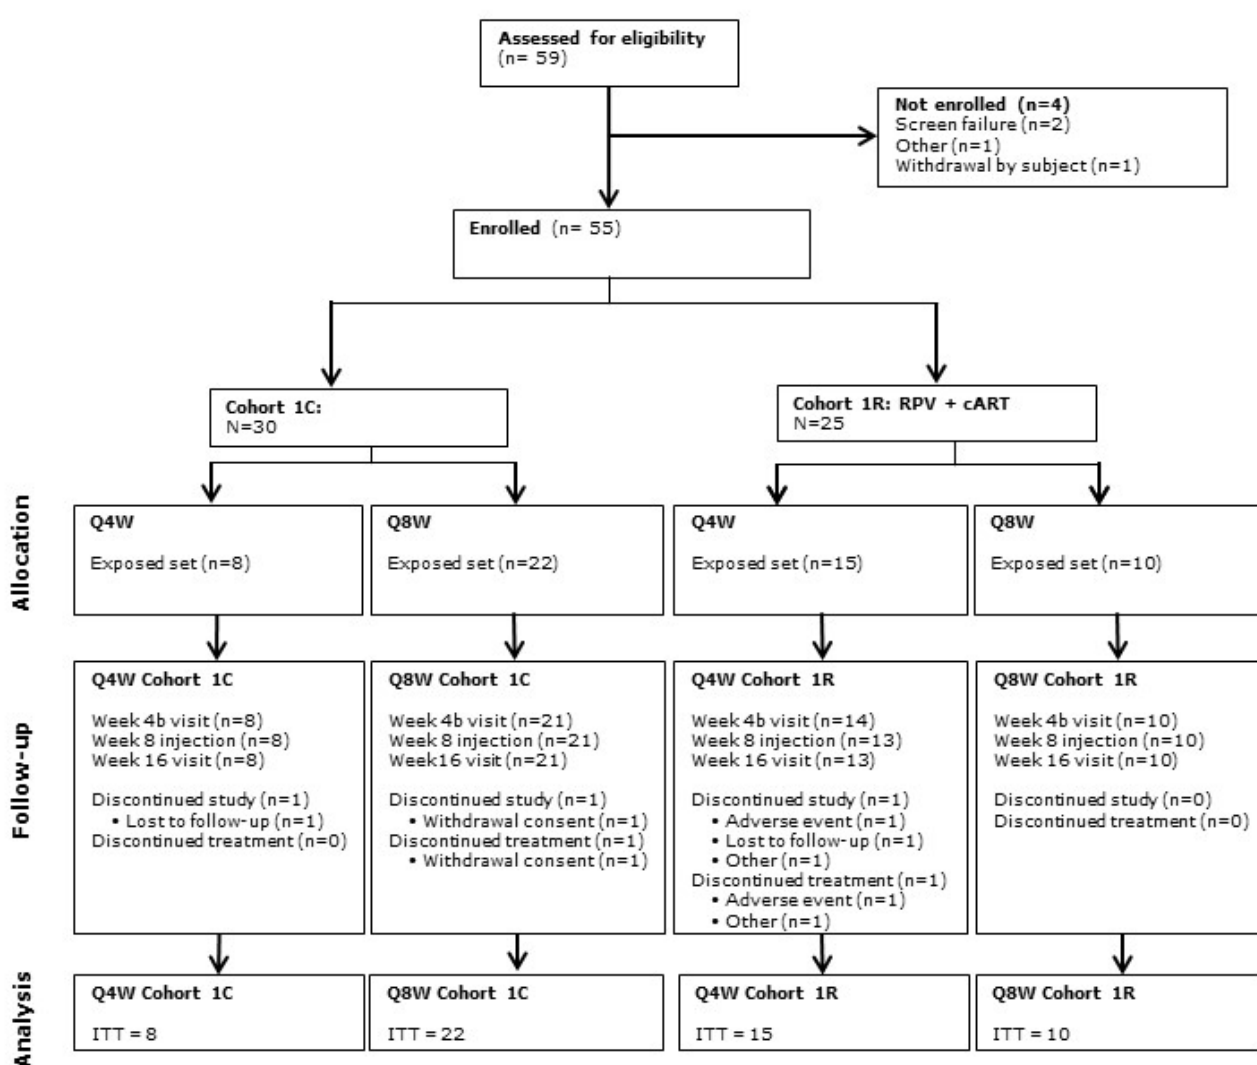 Assessed for eligibility
(n= 59)
Not enrolled (n=4)
Screen failure (n=2)
Other (n=1)
Withdrawal by subject (n=1)
Enrolled (n= 55)
Cohort 1C:
N=30
Cohort 1R: RPV + cART
N=25
Allocation
Q4W
Exposed set (n=8)
Q8W
Exposed set (n=22)
Q4W
Exposed set (n=15)
Q8W
Exposed set (n=10)
Follow-up
Q4W Cohort 1C
Week 4b visit (n=8)
Week 8 injection (n=8)
Week 16 visit (n=8)
Discontinued study (n=1)
• Lost to follow-up (n=1)
Discontinued treatment (n=0)
Q8W Cohort 1C
Week 4b visit (n=21)
Week 8 injection (n=21)
Week16 visit (n=21)
Discontinued study (n=1)
• Withdrawal consent (n=1)
Discontinued treatment (n=1)
• Withdrawal consent (n=1)
Q4W Cohort 1R
Week 4b visit (n=14)
Week 8 injection (n=13)
Week 16 visit (n=13)
Discontinued study (n=1)
• Adverse event (n=1)
• Lost to follow-up (n=1)
• Other (n=1)
Discontinued treatment (n=1)
• Adverse event (n=1)
• Other (n=1)
Q8W Cohort 1R
Week 4b visit (n=10)
Week 8 injection (n=10)
Week 16 visit (n=10)
Discontinued study (n=0)
Discontinued treatment (n=0)
Analysis
Q4W Cohort 1C
ITT = 8
Q8W Cohort 1C
ITT = 22
Q4W Cohort 1R
ITT = 15
Q8W Cohort 1R
ITT = 10